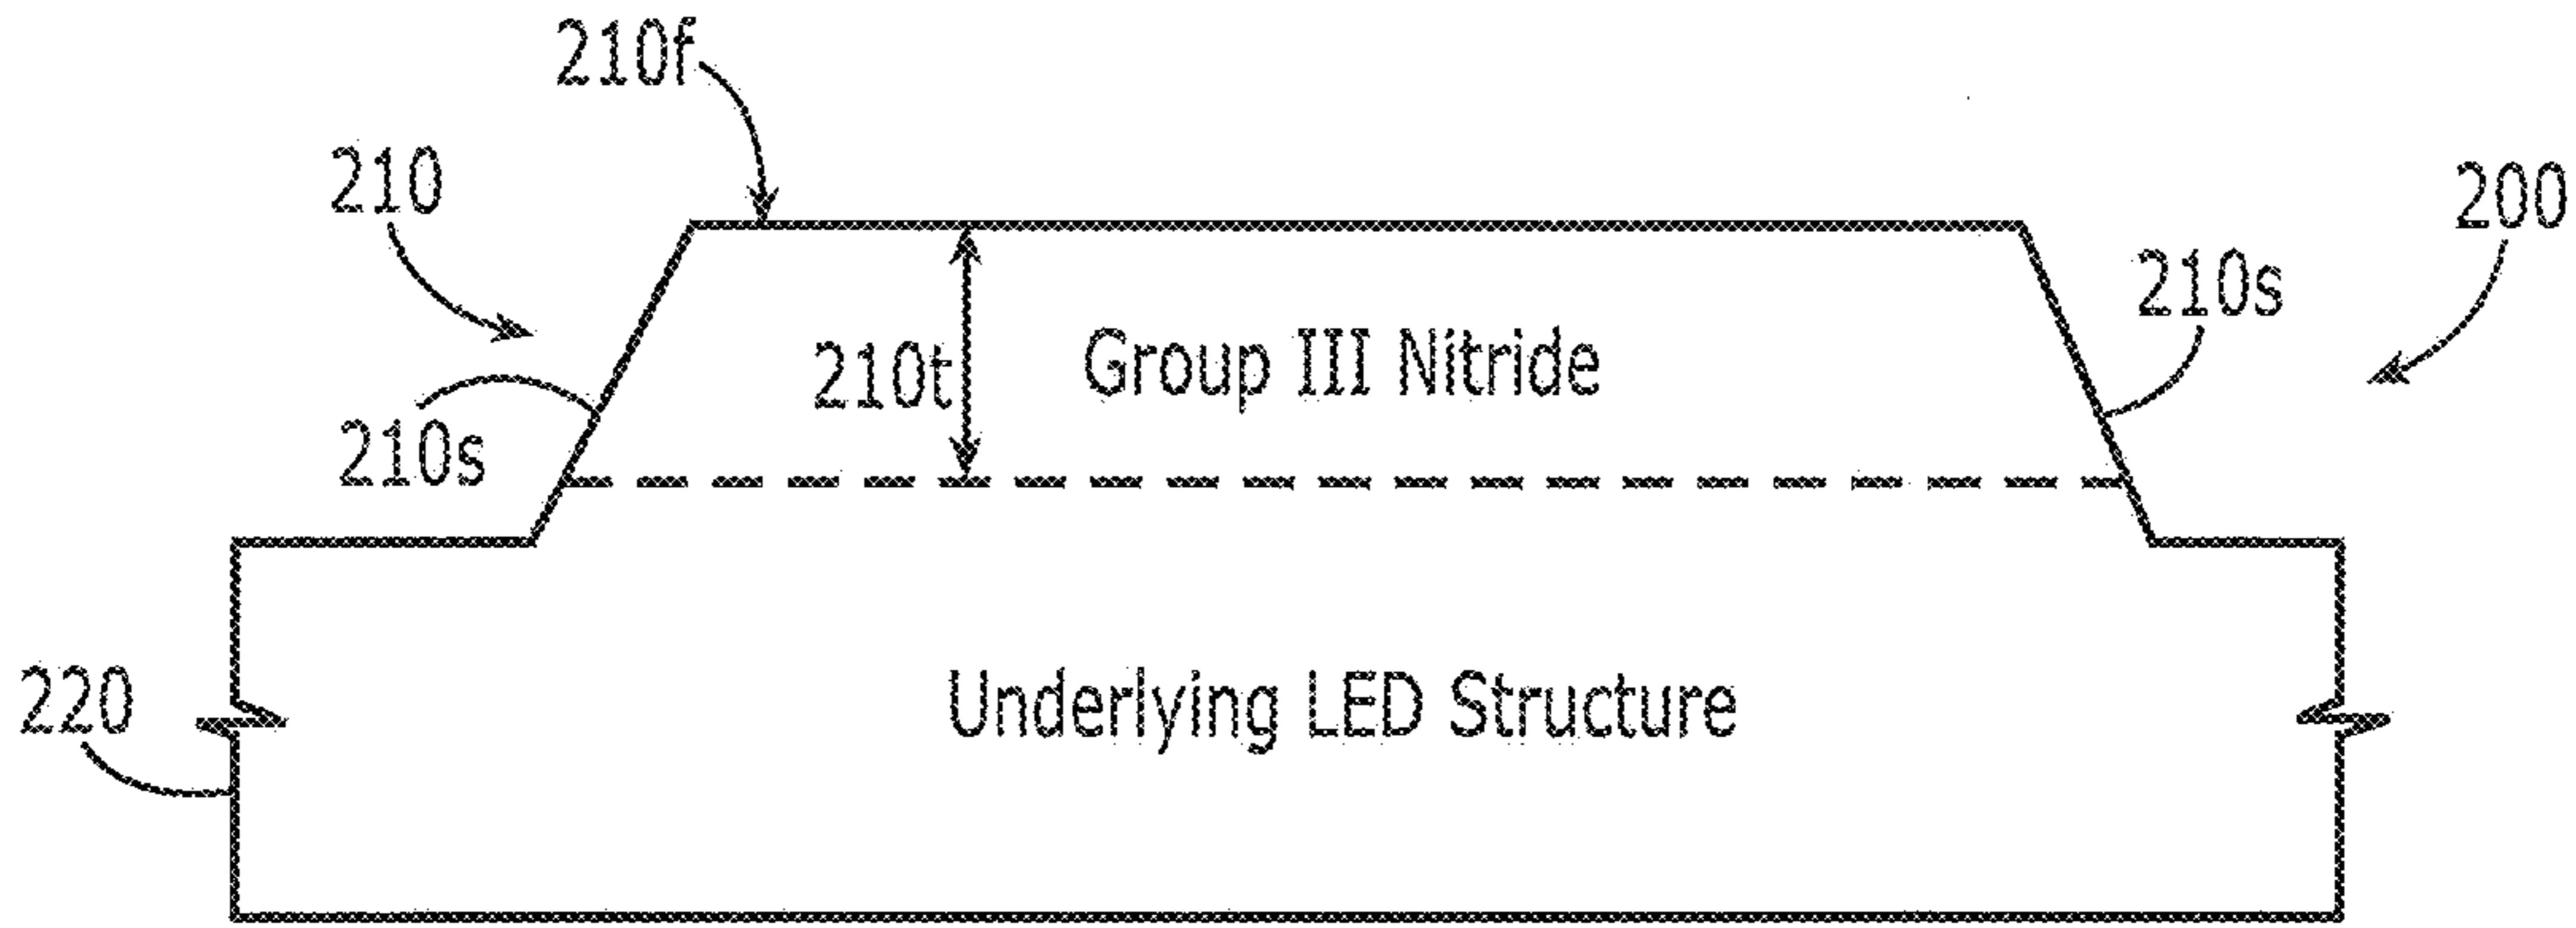 210f
210
200
210s
210t
Group III Nitride
210s
220
Underlying LED Structure